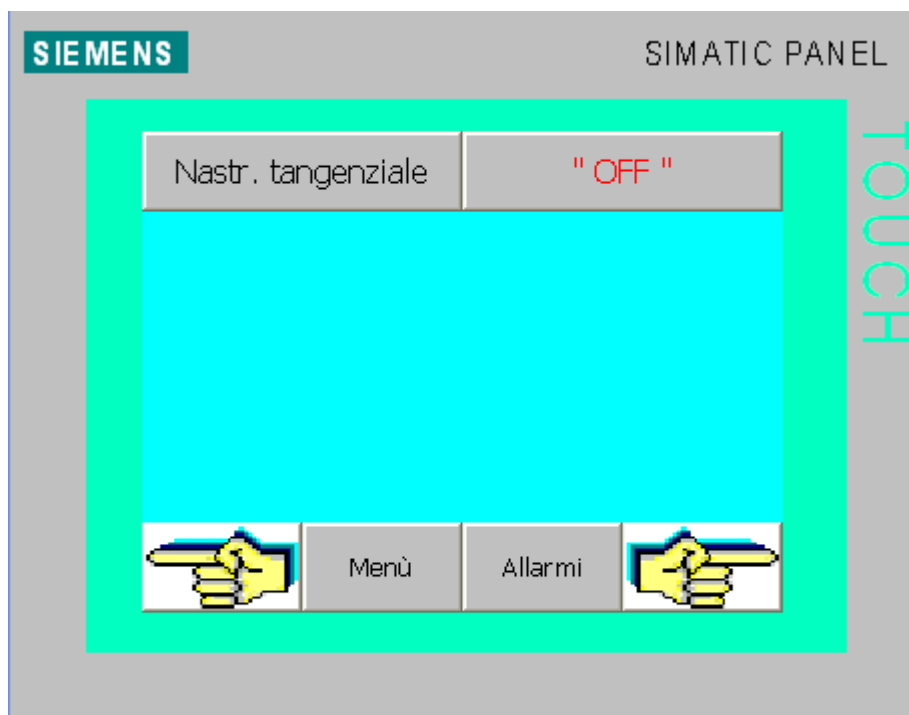 SIEMENS
SIMATIC PANEL
TOUCH
Nastr. tangenziale
" OFF "
Menù
Allarmi